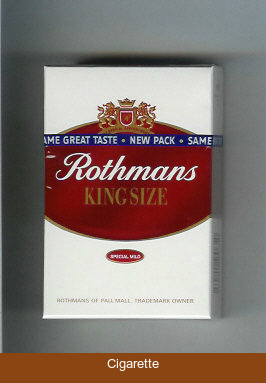 AME GREAT TASTE • NEW PACK • SAME
Rothmans
KING SIZE
SPECIAL MILD
ROTHMANS OF PALL MALL. TRADEMARK OWNER.
Cigarette